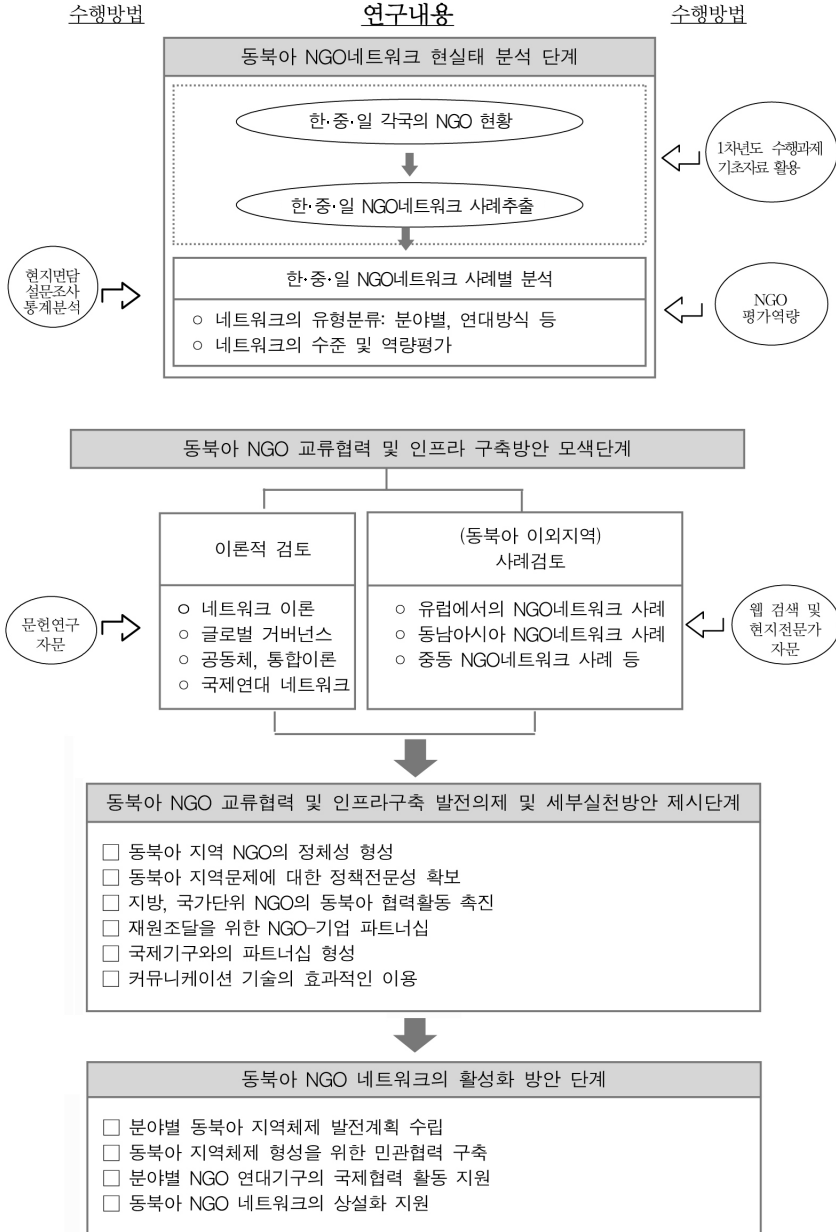 수행방법 연구내용 수행방법
동북아 NGO네트워크 현실태 분석 단계
한·중·일 각국의 NGO 현황
1차년도 수행과제
기초자료 활용
한·중·일 NGO네트워크 사례추출
현지면담
설문조사
통계분석
한·중·일 NGO네트워크 사례별 분석
○ 네트워크의 유형분류: 분야별, 연대방식 등
○ 네트워크의 수준 및 역량평가
NGO
평가역량
동북아 NGO 교류협력 및 인프라 구축방안 모색단계
이론적 검토
(동북아 이외지역)
사례검토
문헌연구
자문
○ 네트워크 이론
○ 글로벌 거버넌스
○ 공동체, 통합이론
○ 국제연대 네트워크
○ 유럽에서의 NGO네트워크 사례
○ 동남아시아 NGO네트워크 사례
○ 중동 NGO네트워크 사례 등
웹 검색 및
현지전문가
자문
동북아 NGO 교류협력 및 인프라구축 발전의제 및 세부실천방안 제시단계
□ 동북아 지역 NGO의 정체성 형성
□ 동북아 지역문제에 대한 정책전문성 확보
□ 지방, 국가단위 NGO의 동북아 협력활동 촉진
□ 재원조달을 위한 NGO-기업 파트너십
□ 국제기구와의 파트너십 형성
□ 커뮤니케이션 기술의 효과적인 이용
동북아 NGO 네트워크의 활성화 방안 단계
□ 분야별 동북아 지역체제 발전계획 수립
□ 동북아 지역체제 형성을 위한 민관협력 구축
□ 분야별 NGO 연대기구의 국제협력 활동 지원
□ 동북아 NGO 네트워크의 상설화 지원